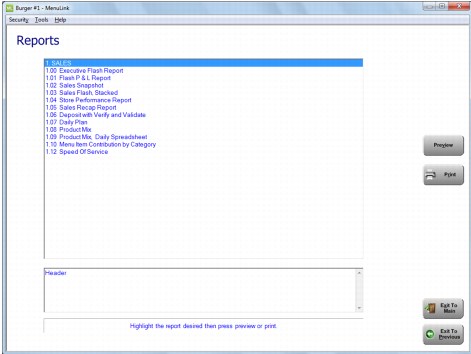 Burger #1 - MenuLink
Security Tools Help
Reports
1. SALES
1.00 Executive Flash Report
1.01 Flash P & L Report
1.02 Sales Snapshot
1.03 Sales Flash, Stacked
1.04 Store Performance Report
1.05 Sales Recap Report
1.06 Deposit with Verify and Validate
1.07 Daily Plan
1.08 Product Mix
1.09 Product Mix, Daily Spreadsheet
1.10 Menu Item Contribution by Category
1.12 Speed Of Service
Preview
Print
Header
Exit To
Main
Highlight the report desired then press preview or print.
Exit To
Previous